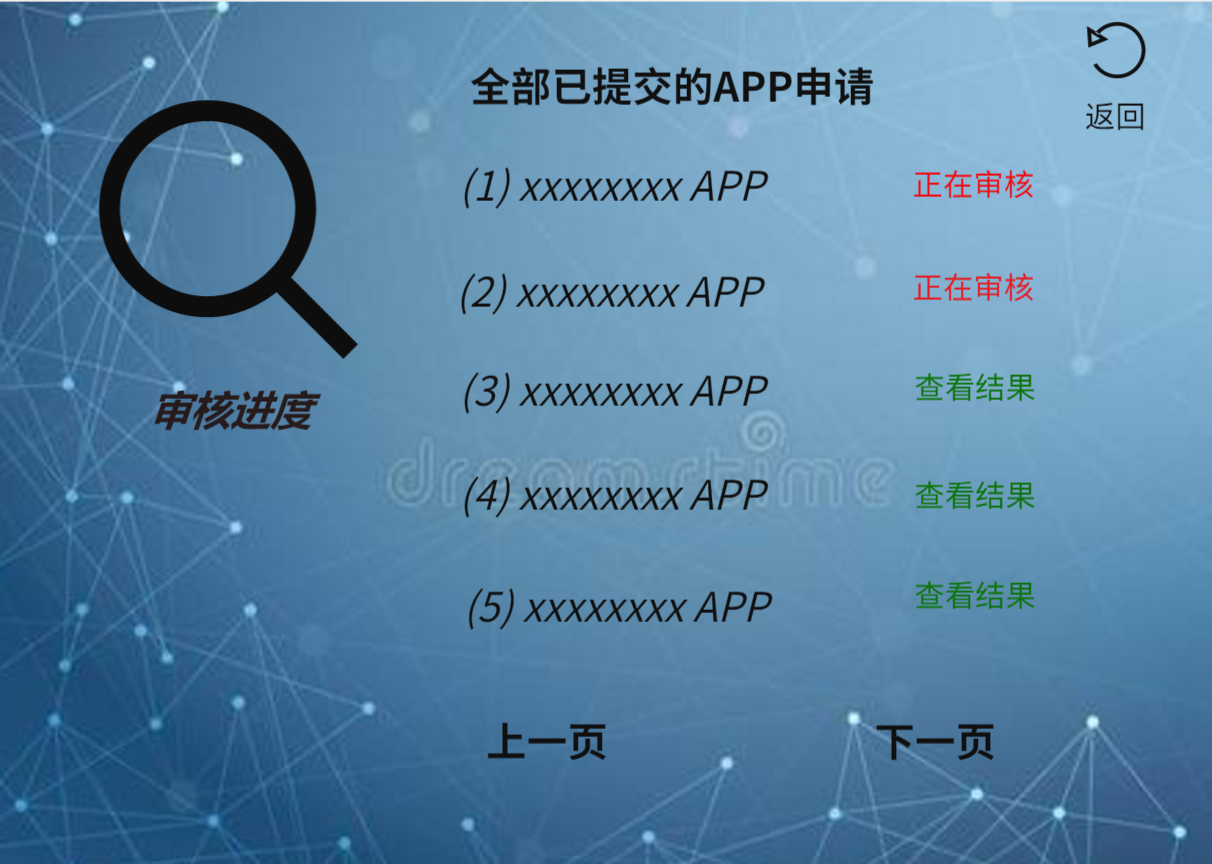 全部已提交的APP申请
返回
(1) xxxxxxxx APP 正在审核
(2) xxxxxxxx APP 正在审核
(3) xxxxxxxx APP 查看结果
审核进度
dreamstime
(4) xxxxxxxx APP 查看结果
(5) xxxxxxxx APP 查看结果
上一页 下一页